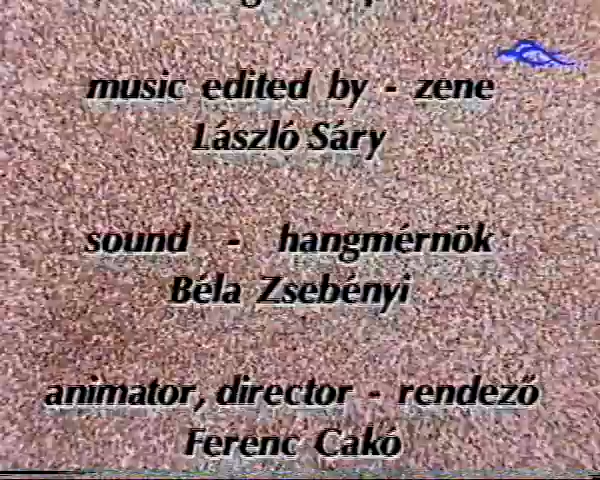 music edited by - zene
László Sáry
sound - hangmérnök
Béla Zsebényi
animator, director - rendező
Ferenc Cakó